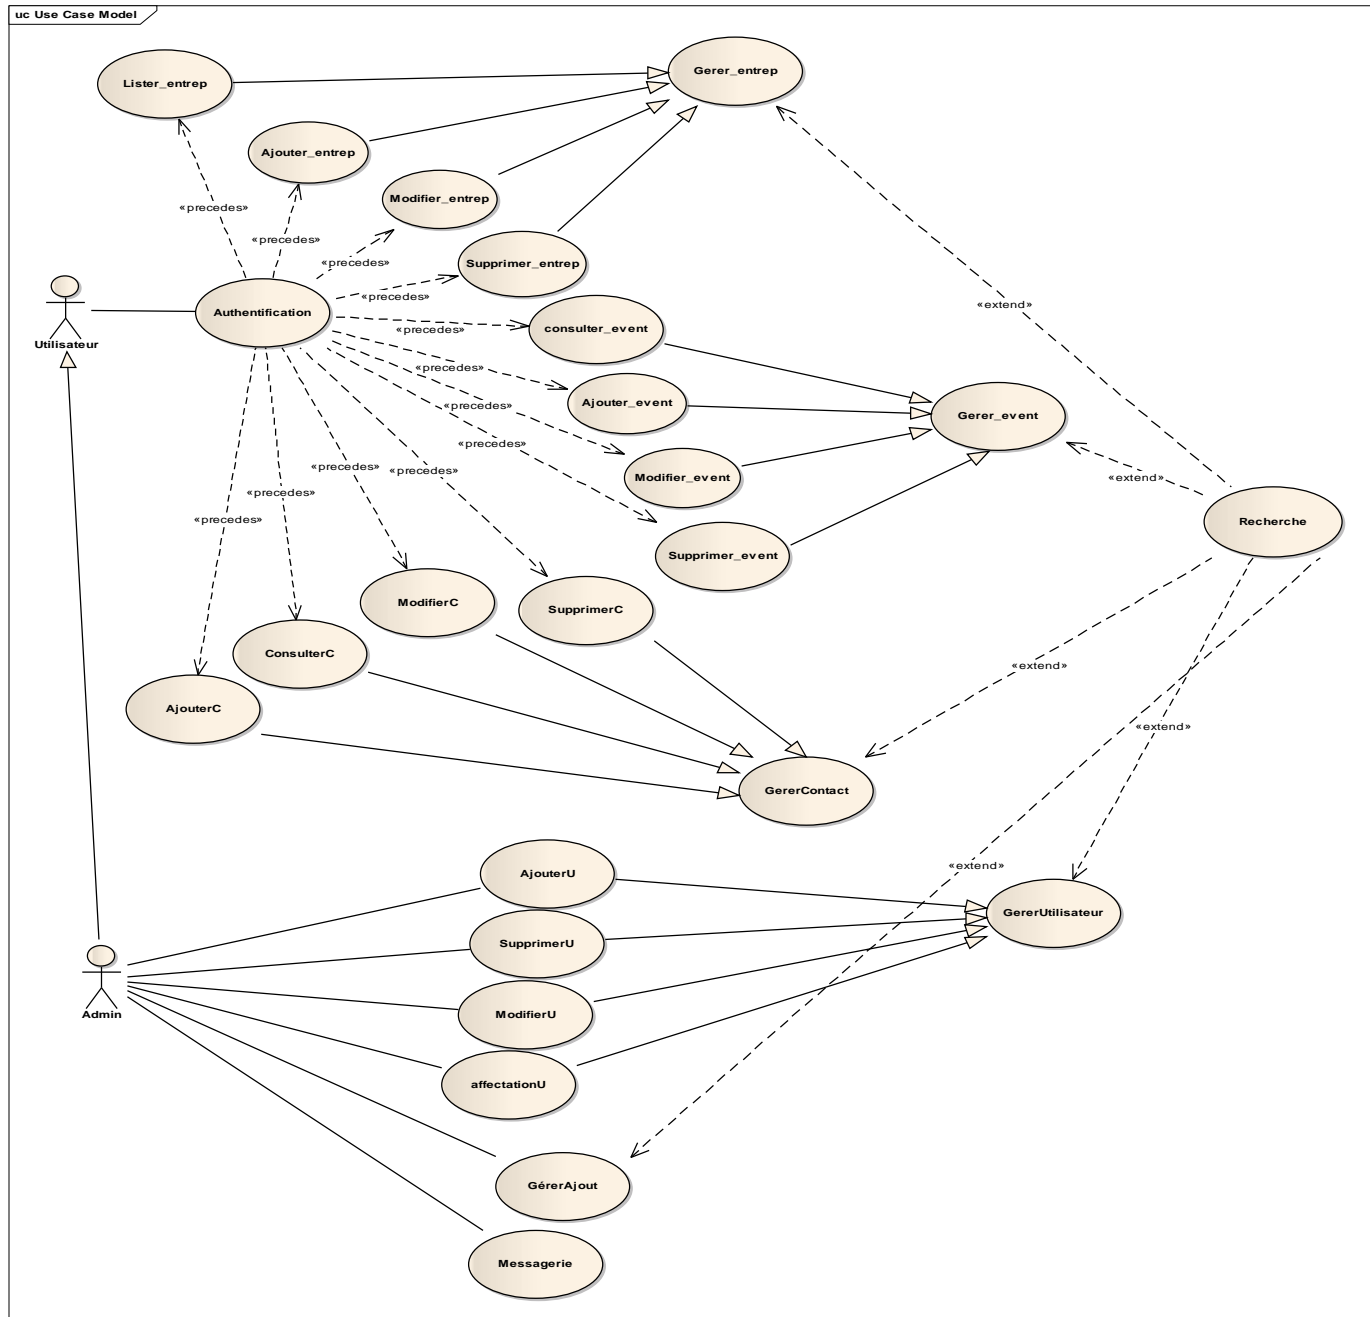 uc Use Case Model
Gerer_entrep
Lister_entrep
Ajouter_entrep
Modifier_entrep
«precedes»
«precedes»
Supprimer_entrep
«precedes»
«precedes»
«extend»
Authentification
consulter_event
«precedes»
Utilisateur
«precedes»
Ajouter_event
«precedes»
Gerer_event
«precedes»
«precedes»
«precedes»
Modifier_event
«extend»
«precedes»
«precedes»
Recherche
Supprimer_event
ModifierC
SupprimerC
ConsulterC
«extend»
AjouterC
«extend»
GererContact
«extend»
AjouterU
GererUtilisateur
SupprimerU
Admin
ModifierU
affectationU
GérerAjout
Messagerie